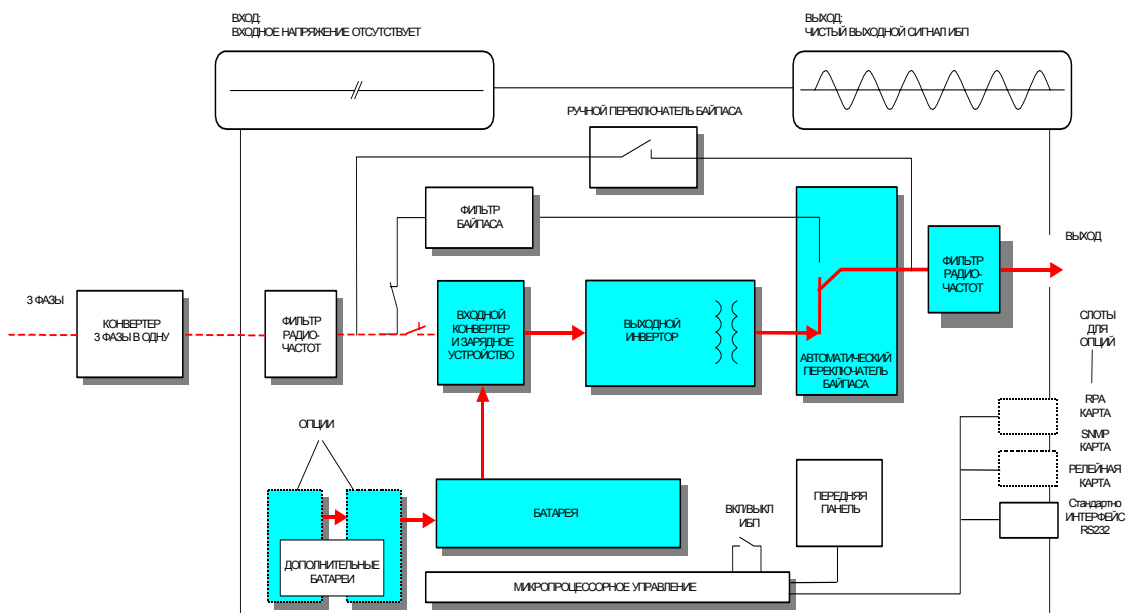 ВХОД:
ВХОДНОЕ НАПРЯЖЕНИЕ ОТСУТСТВУЕТ
ВЫХОД:
ЧИСТЫЙ ВЫХОДНОЙ СИГНАЛ ИБП
РУЧНОЙ ПЕРЕКЛЮЧАТЕЛЬ БАЙПАСА
ФИЛЬТР
БАЙПАСА
ВЫХОД
ФИЛЬТР
РАДИО-
ЧАСТОТ
3 ФАЗЫ
КОНВЕРТЕР
3 ФАЗЫ В ОДНУ
ФИЛЬТР
РАДИО-
ЧАСТОТ
ВХОДНОЙ
КОНВЕРТЕР
И ЗАРЯДНОЕ
УСТРОЙСТВО
ВЫХОДНОЙ
ИНВЕРТОР
АВТОМАТИЧЕСКИЙ
ПЕРЕКЛЮЧАТЕЛЬ
БАЙПАСА
СЛОТЫ
ДЛЯ
ОПЦИЙ
RPA
КАРТА
SNMP
КАРТА
РЕЛЕЙНАЯ
КАРТА
Стандартно
ИНТЕРФЕЙС
RS232
ОПЦИИ
ДОПОЛНИТЕЛЬНЫЕ
БАТАРЕИ
БАТАРЕЯ
ВКЛ/ВЫКЛ
ИБП
ПЕРЕДНЯЯ
ПАНЕЛЬ
МИКРОПРОЦЕССОРНОЕ УПРАВЛЕНИЕ